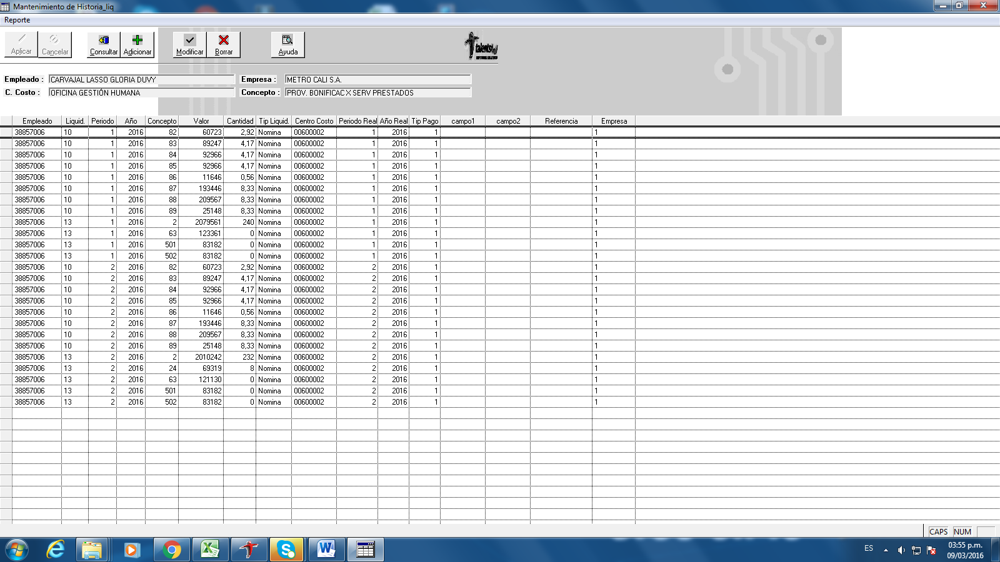 Mantenimiento de Historia_liq
Reporte
Aplicar Cancelar Consultar Adicionar Modificar Borrar Ayuda
Empleado : CARVAJAL LASSO GLORIA DUVY Empresa : METRO CALI S.A.
C. Costo : OFICINA GESTIÓN HUMANA Concepto : PROV. BONIFICAC X SERV PRESTADOS
Empleado Liquid. Periodo Año Concepto Valor Cantidad Tip Liquid. Centro Costo Periodo Real Año Real Tip Pago campo1 campo2 Referencia Empresa
38857006 10 1 2016 82 60723 2,92 Nomina 00600002 1 2016 1 1
38857006 10 1 2016 83 89247 4,17 Nomina 00600002 1 2016 1 1
38857006 10 1 2016 84 92966 4,17 Nomina 00600002 1 2016 1 1
38857006 10 1 2016 85 92966 4,17 Nomina 00600002 1 2016 1 1
38857006 10 1 2016 86 11646 0,56 Nomina 00600002 1 2016 1 1
38857006 10 1 2016 87 193446 8,33 Nomina 00600002 1 2016 1 1
38857006 10 1 2016 88 209567 8,33 Nomina 00600002 1 2016 1 1
38857006 10 1 2016 89 25148 8,33 Nomina 00600002 1 2016 1 1
38857006 13 1 2016 2 2079561 240 Nomina 00600002 1 2016 1 1
38857006 13 1 2016 63 123361 0 Nomina 00600002 1 2016 1 1
38857006 13 1 2016 501 83182 0 Nomina 00600002 1 2016 1 1
38857006 13 1 2016 502 83182 0 Nomina 00600002 1 2016 1 1
38857006 10 2 2016 82 60723 2,92 Nomina 00600002 2 2016 1 1
38857006 10 2 2016 83 89247 4,17 Nomina 00600002 2 2016 1 1
38857006 10 2 2016 84 92966 4,17 Nomina 00600002 2 2016 1 1
38857006 10 2 2016 85 92966 4,17 Nomina 00600002 2 2016 1 1
38857006 10 2 2016 86 11646 0,56 Nomina 00600002 2 2016 1 1
38857006 10 2 2016 87 193446 8,33 Nomina 00600002 2 2016 1 1
38857006 10 2 2016 88 209567 8,33 Nomina 00600002 2 2016 1 1
38857006 10 2 2016 89 25148 8,33 Nomina 00600002 2 2016 1 1
38857006 13 2 2016 2 2010242 232 Nomina 00600002 2 2016 1 1
38857006 13 2 2016 24 69319 8 Nomina 00600002 2 2016 1 1
38857006 13 2 2016 63 121130 0 Nomina 00600002 2 2016 1 1
38857006 13 2 2016 501 83182 0 Nomina 00600002 2 2016 1 1
38857006 13 2 2016 502 83182 0 Nomina 00600002 2 2016 1 1
CAPS NUM
ES 03:55 p.m.
09/03/2016